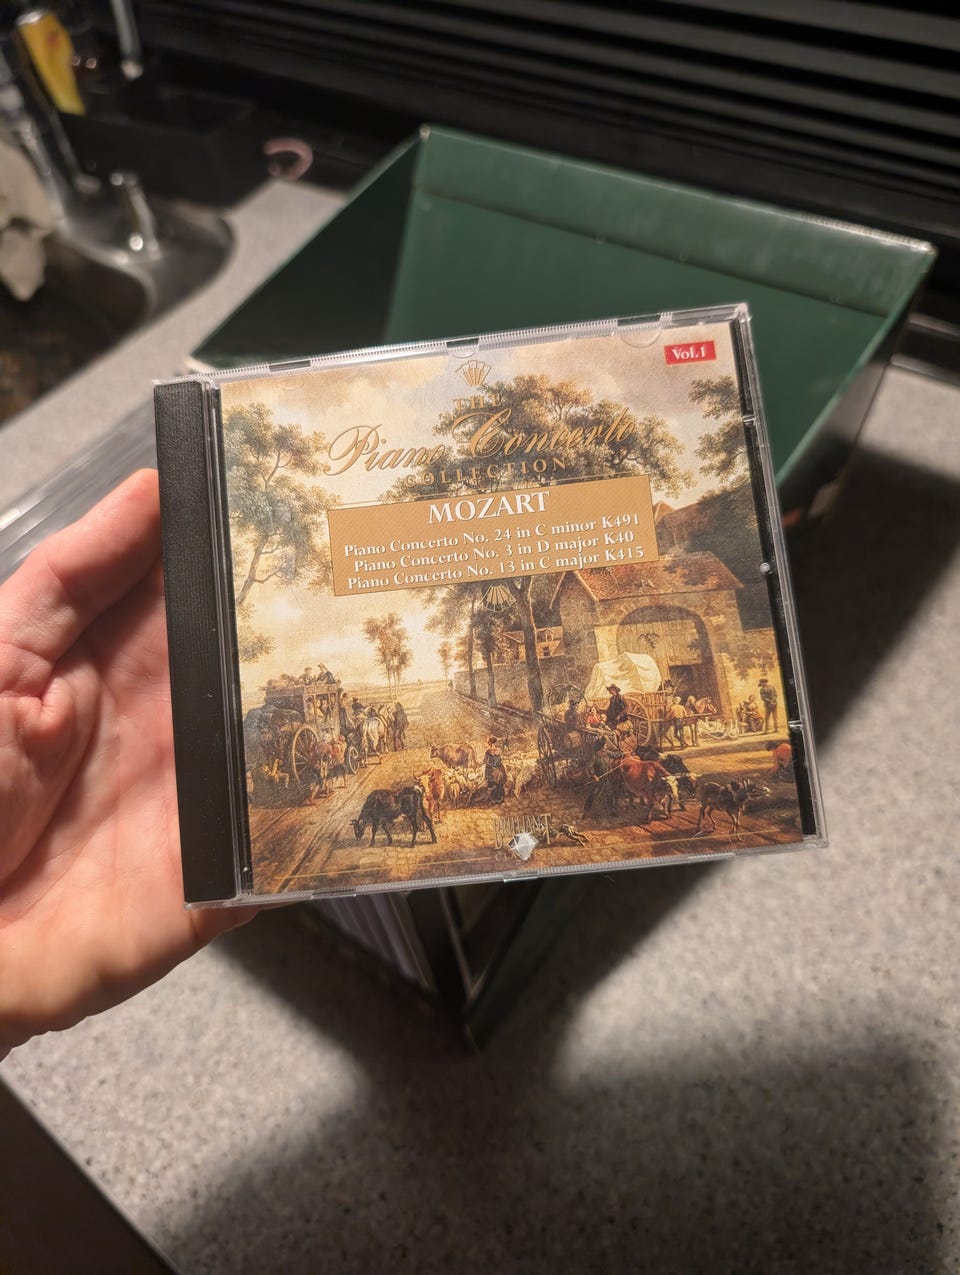 Vol.1
THE
Piano Concerto
COLLECTION
MOZART
Piano Concerto No. 24 in C minor K491
Piano Concerto No. 3 in D major K40
Piano Concerto No. 13 in C major K415
BRILLIANT